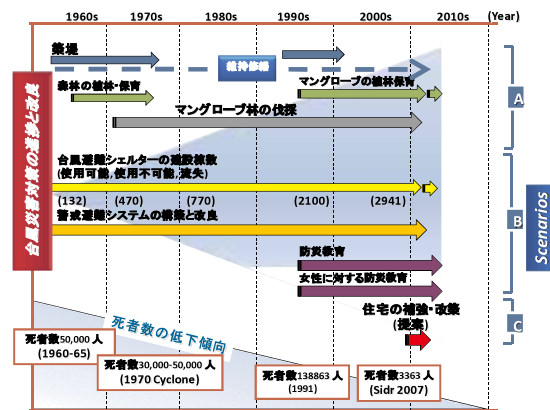 1960s 1970s 1980s 1990s 2000s 2010s (Year)
築堤
維持修繕
森林の植林・保育
マングローブの植林保育
マングローブ林の伐採
台風災害対策の進捗と改良
台風避難シェルターの建設棟数
(使用可能,使用不可能,流失)
(132) (470) (770) (2100) (2941)
警戒避難システムの構築と改良
防災教育
女性に対する防災教育
住宅の補強・改築
(提案)
A
B
C
Scenarios
死者数の低下傾向
死者数50,000 人
(1960-65)
死者数30,000-50,000 人
(1970 Cyclone)
死者数138863 人
(1991)
死者数3363 人
(Sidr 2007)